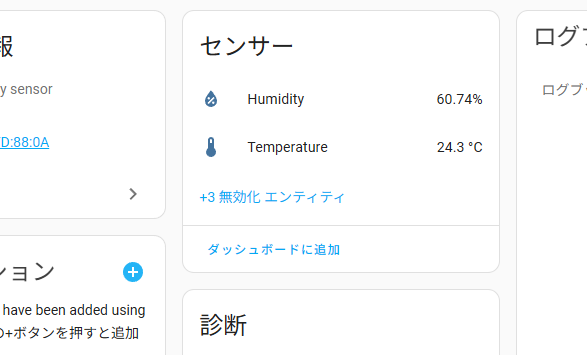 報
y sensor
D:88:0A
ション
have been added using
の+ボタンを押すと追加
センサー
Humidity 60.74%
Temperature 24.3 °C
+3 無効化 エンティティ
ダッシュボードに追加
診断
ログブ
ログブッ